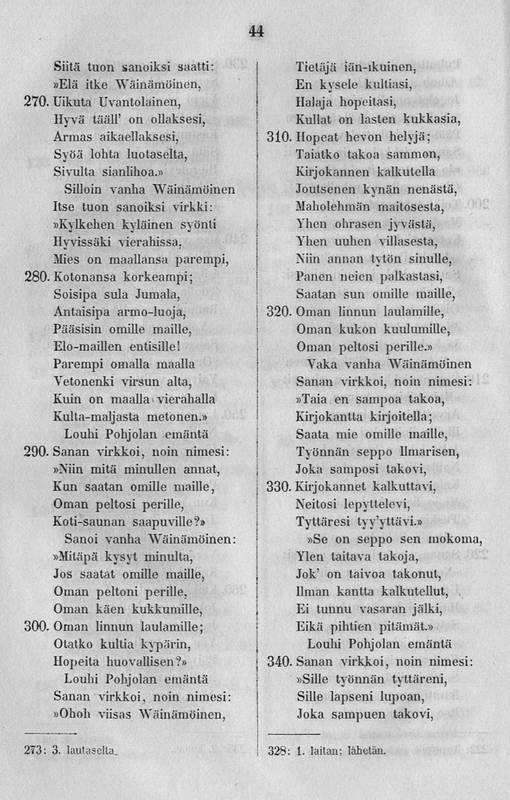 44
Siitä tuon sanoiksi saatti:
»Elä itke Wäinämöinen,
270. Uikuta Uvantolainen,
Hyvä tääll' on ollaksesi,
Armas aikaellaksesi,
Syöä lohta luotaselta,
Sivulta sianlihoa.»
Silloin vanha Wäinämöinen
Itse tuon sanoiksi virkki:
»Kylkehen kyläinen syönti
Hyvissäki vierahissa,
Mies on maallansa parempi,
280. Kotonansa korkeampi;
Soisipa sula Jumala,
Antaisipa armo-luoja,
Pääsisin omille maille,
Elo-maillen entisille!
Parempi omalla maalla
Vetonenki virsun alta,
Kuin on maalla vierahalla
Kulta-maljasta metonen.»
Louhi Pohjolan emäntä
290. Sanan virkkoi, noin nimesi:
»Niin mitä minullen annat,
Kun saatan omille maille,
Oman peltosi perille,
Koti-saunan saapuville?»
Sanoi vanha Wäinämöinen:
»Mitäpä kysyt minulta,
Jos saatat omille maille,
Oman peltoni perille,
Oman käen kukkumille,
300. Oman linnun laulamille;
Otatko kultia kypärin,
Hopeita huovallisen?»
Louhi Pohjolan emäntä
Sanan virkkoi, noin nimesi:
»Ohoh viisas Wäinämöinen,
273: 3. lautaselta.
Tietäjä iän-ikuinen,
En kysele kultiasi,
Halaja hopeitasi,
Kullat on lasten kukkasia,
310. Hopeat hevon helyjä;
Taiatko takoa sammon,
Kirjokannen kalkutella
Joutsenen kynän nenästä,
Maholehmän maitosesta,
Yhen ohrasen jyvästä,
Yhen uuhen villasesta,
Niin annan tytön sinulle,
Panen neien palkastasi,
Saatan sun omille maille,
320. Oman linnun laulamille,
Oman kukon kuulumille,
Oman peltosi perille.»
Vaka vanha Wäinämöinen
Sanan virkkoi, noin nimesi:
»Taia en sampoa takoa,
Kirjokantta kirjoitella;
Saata mie omille maille,
Työnnän seppo Ilmarisen,
Joka samposi takovi,
330. Kirjokannet kalkuttavi,
Neitosi lepyttelevi,
Tyttäresi tyy'yttävi.»
»Se on seppo sen mokoma,
Ylen taitava takoja,
Jok' on taivoa takonut,
Ilman kantta kalkutellut,
Ei tunnu vasaran jälki,
Eikä pihtien pitämät.»
Louhi Pohjolan emäntä
340. Sanan virkkoi, noin nimesi:
»Sille työnnän tyttäreni,
Sille lapseni lupoan,
Joka sampuen takovi,
328: 1. laitan; lähetän.